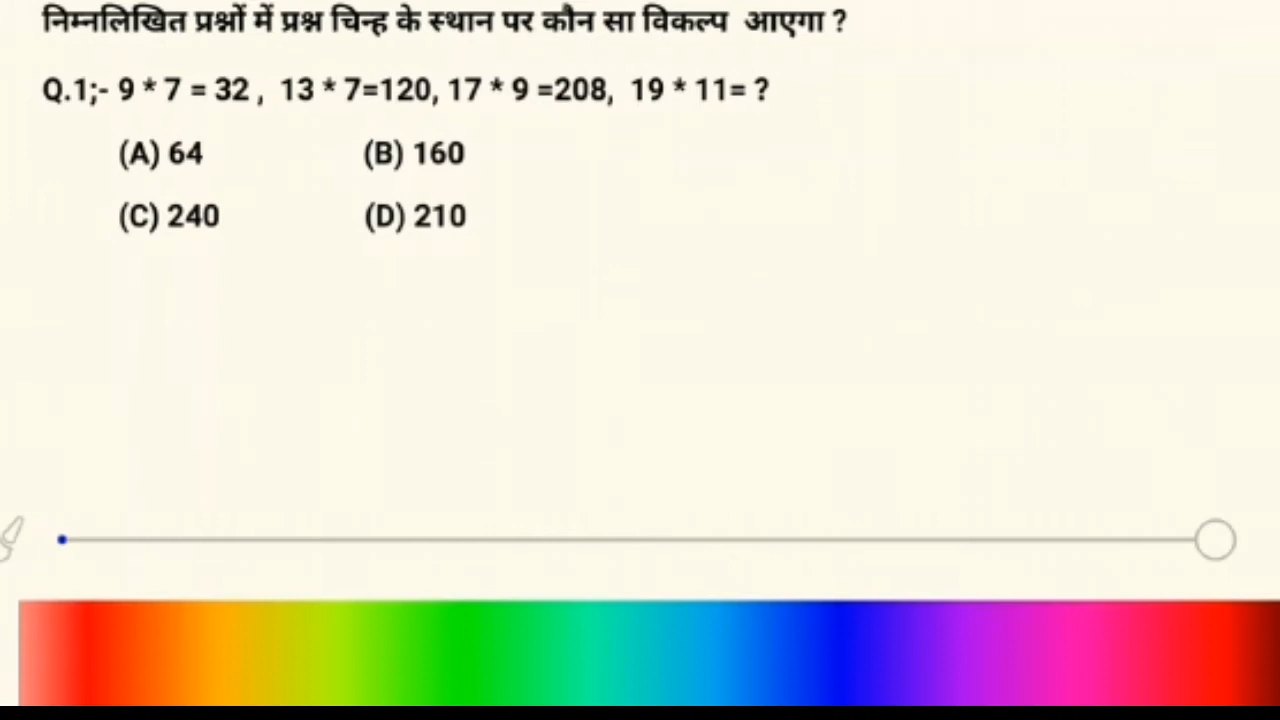 निम्नलिखित प्रश्नों में प्रश्न चिन्ह के स्थान पर कौन सा विकल्प आएगा ?
Q.1;- 9 * 7 = 32 , 13 * 7=120, 17 * 9 =208, 19 * 11= ?
(A) 64 (B) 160
(C) 240 (D) 210